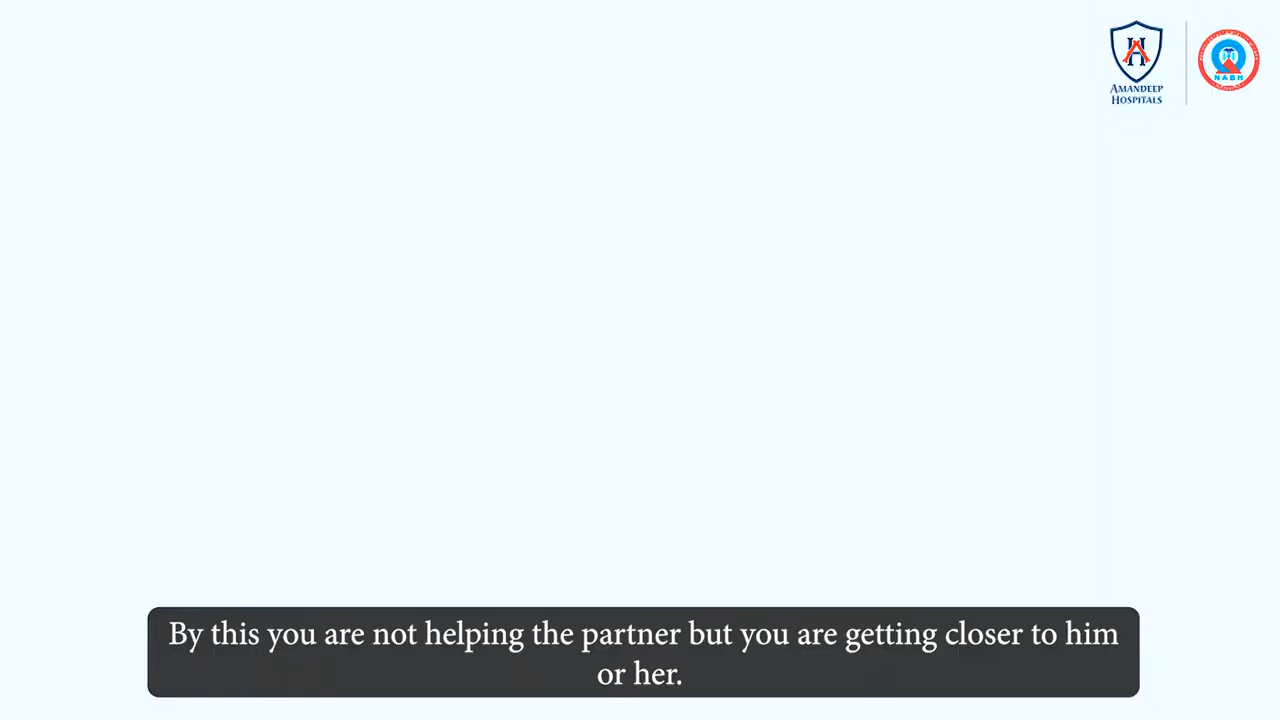 AMANDEEP
HOSPITALS
NABH
By this you are not helping the partner but you are getting closer to him
or her.